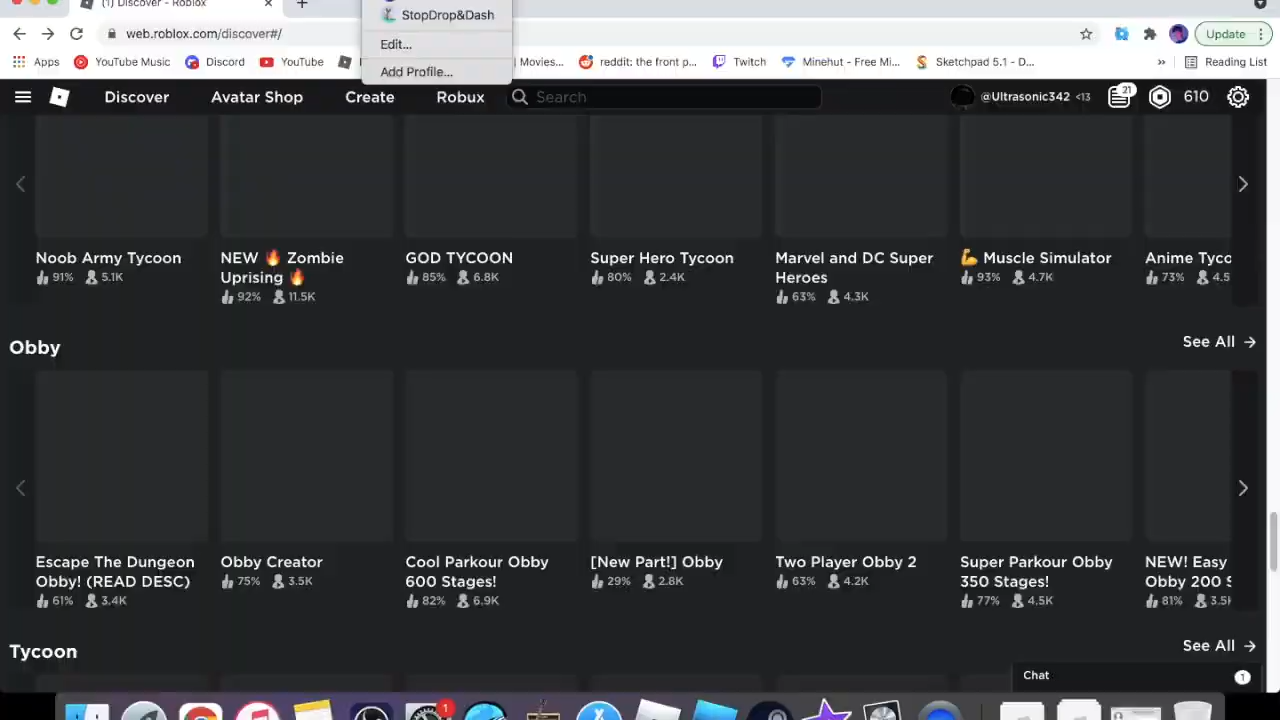 (1) Discover - Roblox
StopDrop&Dash
Edit...
Add Profile...
web.roblox.com/discover#/
Update
Apps
YouTube Music
Discord
YouTube
| Movies...
reddit: the front p...
Twitch
Minehut - Free Mi...
Sketchpad 5.1 - D...
»
Reading List
Discover
Avatar Shop
Create
Robux
Search
@Ultrasonic342 <13
21
610
Noob Army Tycoon
91% 5.1K
NEW 🔥 Zombie
Uprising 🔥
92% 11.5K
GOD TYCOON
85% 6.8K
Super Hero Tycoon
80% 2.4K
Marvel and DC Super
Heroes
63% 4.3K
💪 Muscle Simulator
93% 4.7K
Anime Tyco
73% 4.5
Obby
See All →
Escape The Dungeon
Obby! (READ DESC)
61% 3.4K
Obby Creator
75% 3.5K
Cool Parkour Obby
600 Stages!
82% 6.9K
[New Part!] Obby
29% 2.8K
Two Player Obby 2
63% 4.2K
Super Parkour Obby
350 Stages!
77% 4.5K
NEW! Easy
Obby 200 S
81% 3.5K
Tycoon
See All →
Chat
1
1